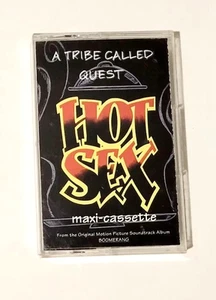 A TRIBE CALLED
QUEST
HOT
SEX
maxi-cassette
From the Original Motion Picture Soundtrack Album
BOOMERANG